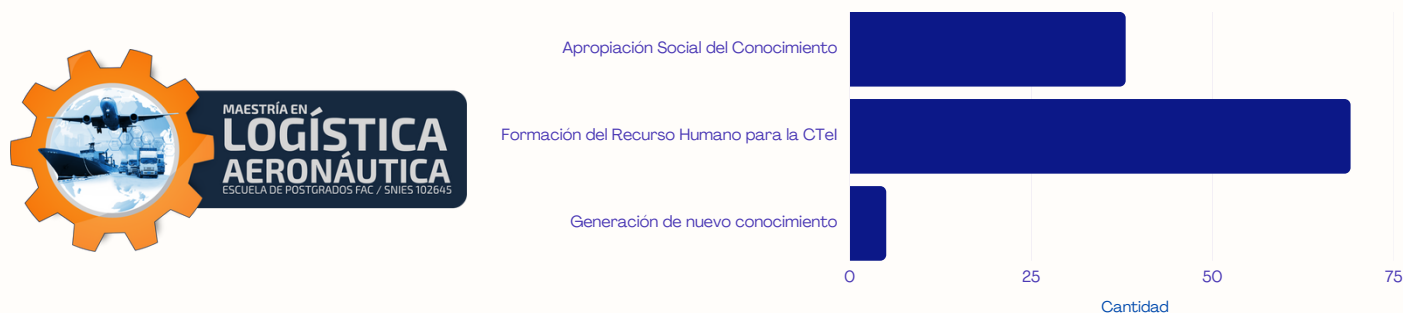 MAESTRÍA EN
LOGÍSTICA
AERONÁUTICA
ESCUELA DE POSTGRADOS FAC / SNIES 102645
Apropiación Social del Conocimiento
Formación del Recurso Humano para la CTeI
Generación de nuevo conocimiento
0 25 50 75
Cantidad